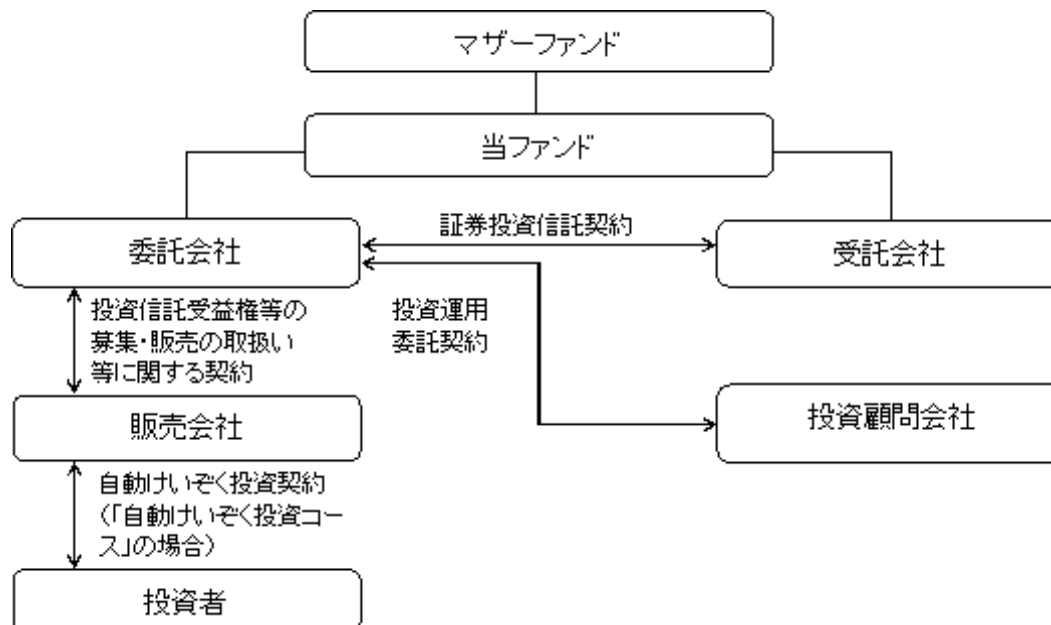 マザーファンド
当ファンド
委託会社
証券投資信託契約
受託会社
投資信託受益権等の
募集・販売の取扱い
等に関する契約
投資運用
委託契約
販売会社
投資顧問会社
自動けいぞく投資契約
(「自動けいぞく投資コー
ス」の場合)
投資者